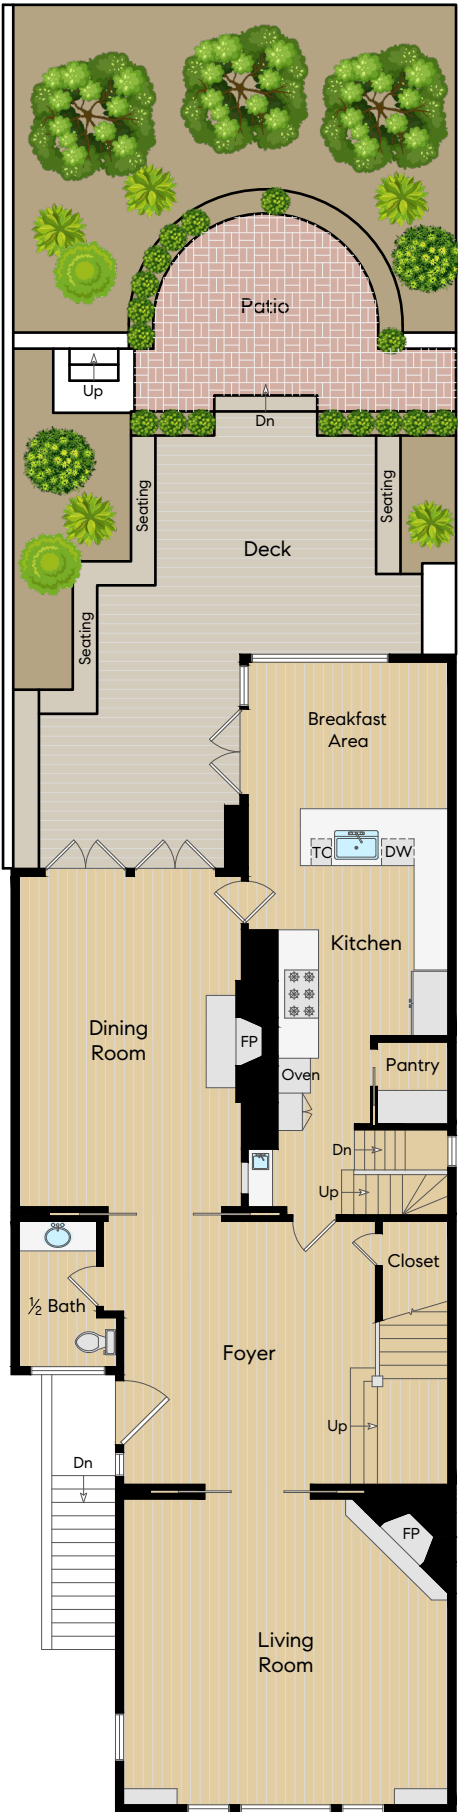 Patio
Up
Dn
Seating
Seating
Deck
Seating
Breakfast
Area
TC
DW
Kitchen
Dining
Room
FP
Oven
Pantry
Dn
Up
Closet
½ Bath
Foyer
Up
Dn
FP
Living
Room